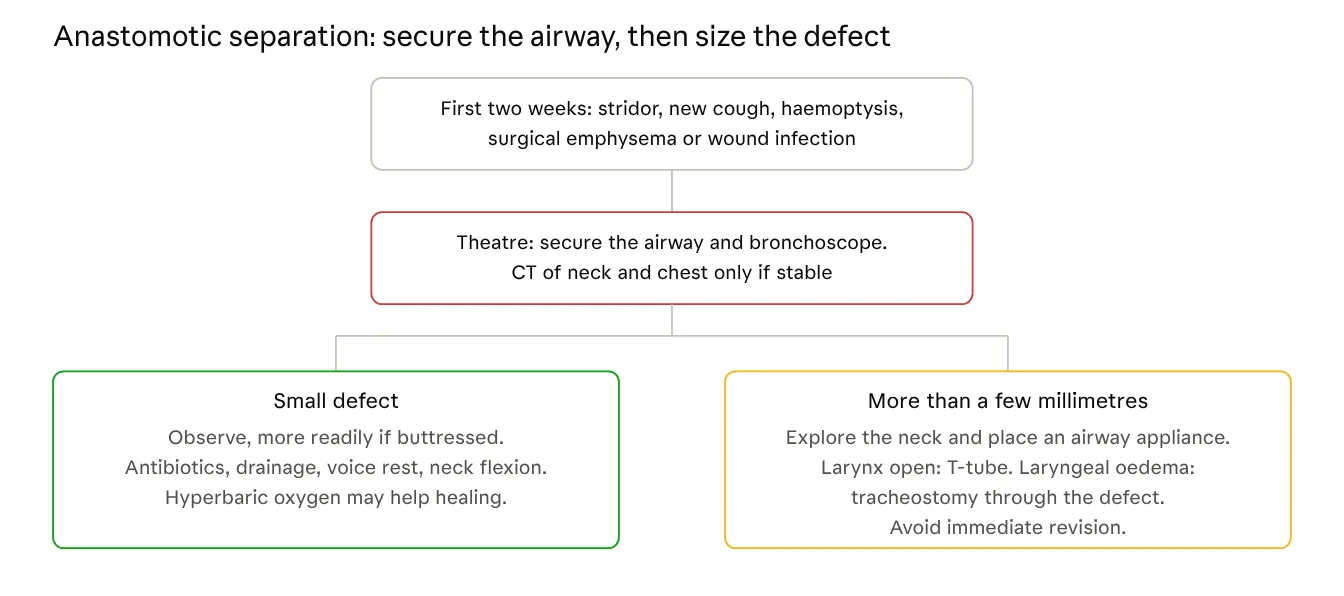 Anastomotic separation: secure the airway, then size the defect
First two weeks: stridor, new cough, haemoptysis,
surgical emphysema or wound infection
Theatre: secure the airway and bronchoscope.
CT of neck and chest only if stable
Small defect
Observe, more readily if buttressed.
Antibiotics, drainage, voice rest, neck flexion.
Hyperbaric oxygen may help healing.
More than a few millimetres
Explore the neck and place an airway appliance.
Larynx open: T-tube. Laryngeal oedema:
tracheostomy through the defect.
Avoid immediate revision.